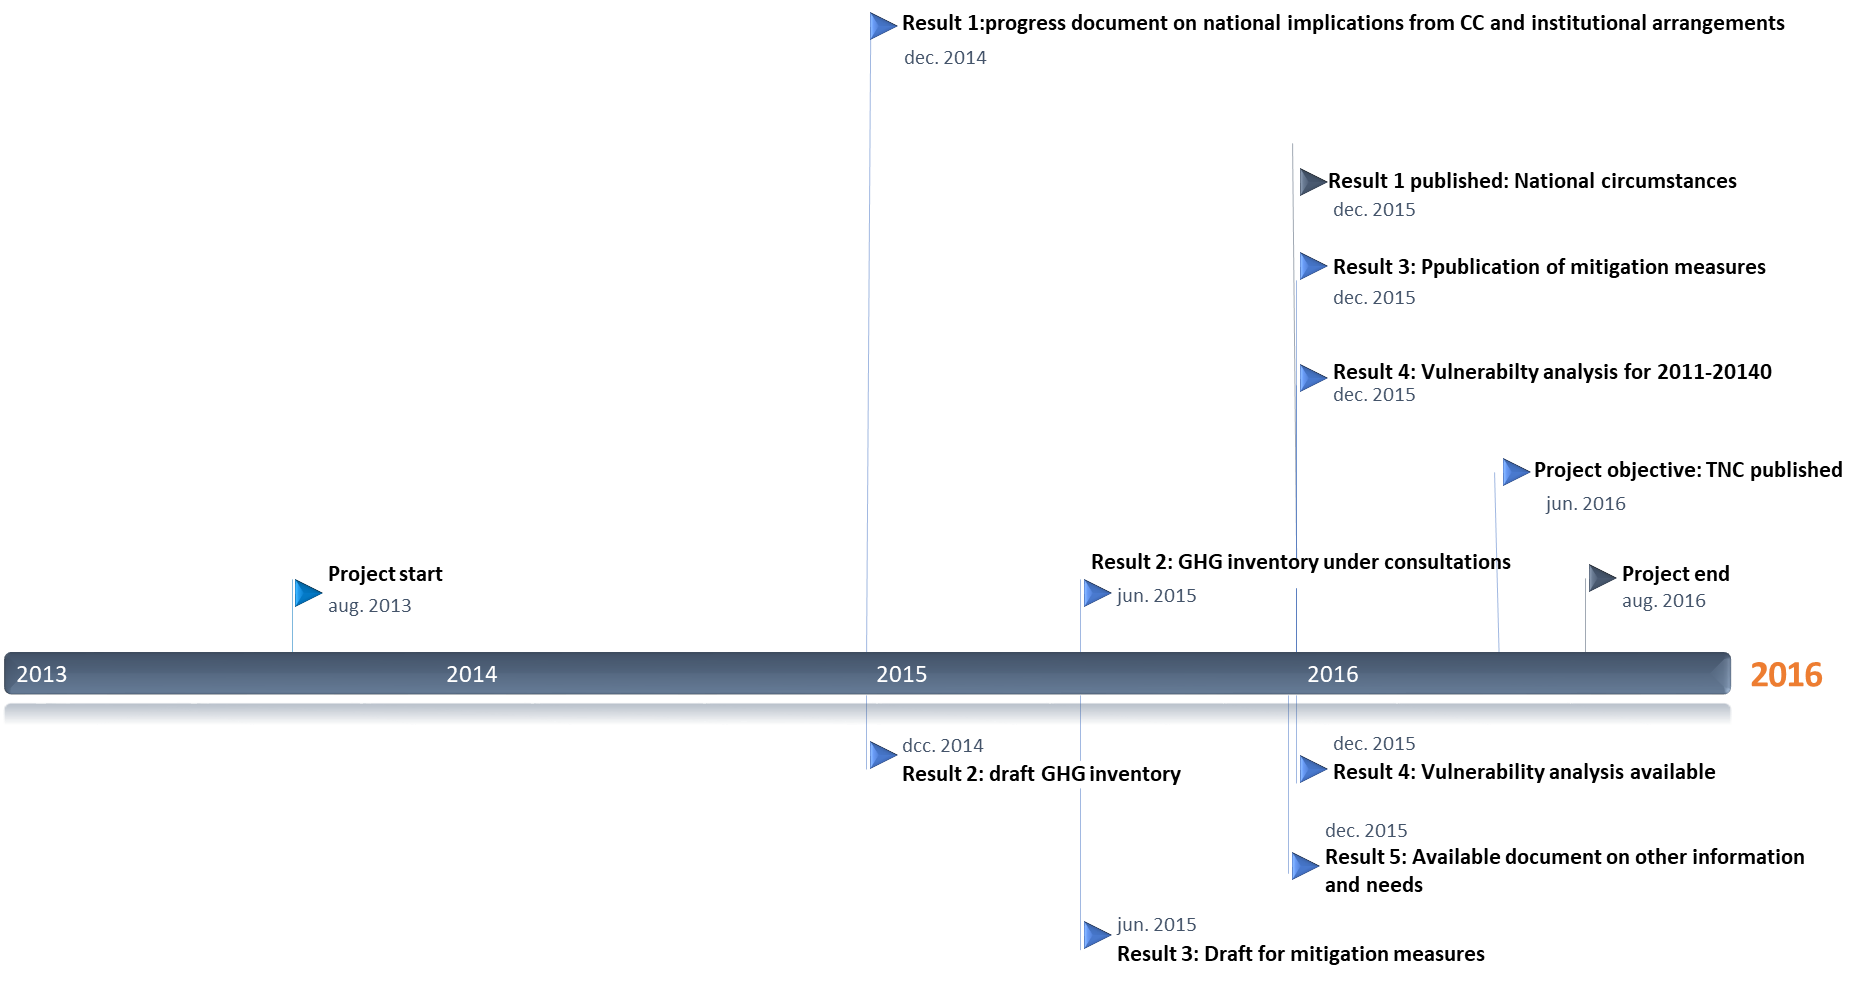 Result 1:progress document on national implications from CC and institutional arrangements
dec. 2014
Result 1 published: National circumstances
dec. 2015
Result 3: Ppublication of mitigation measures
dec. 2015
Result 4: Vulnerabilty analysis for 2011-20140
dec. 2015
Project objective: TNC published
jun. 2016
Result 2: GHG inventory under consultations
jun. 2015
Project start
aug. 2013
Project end
aug. 2016
2013 2014 2015 2016 2016
dcc. 2014
Result 2: draft GHG inventory
dec. 2015
Result 4: Vulnerability analysis available
dec. 2015
Result 5: Available document on other information
and needs
jun. 2015
Result 3: Draft for mitigation measures